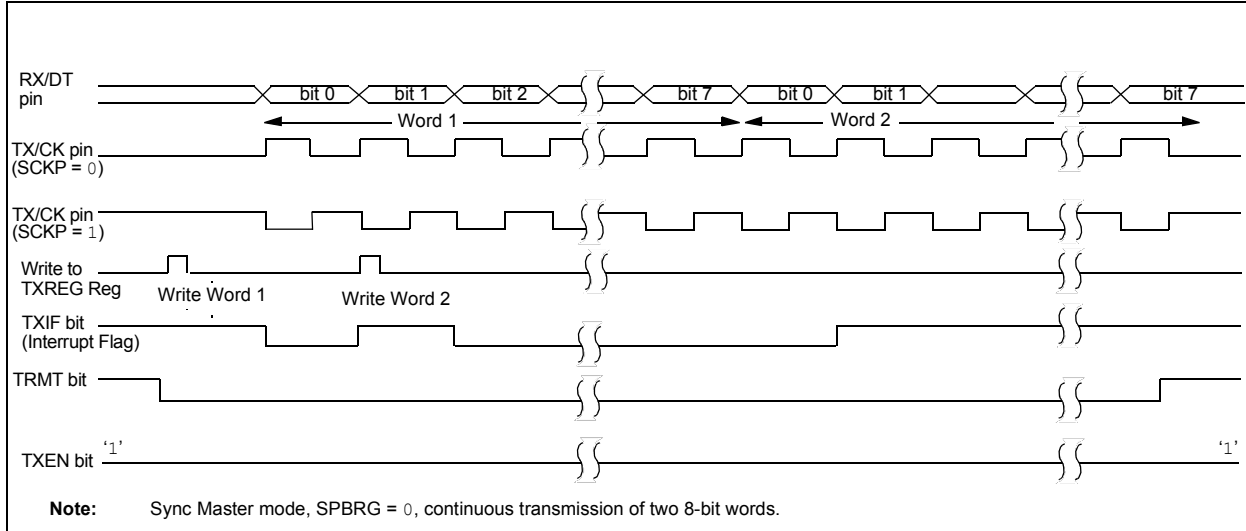 RX/DT
pin
bit 0 bit 1 bit 2 bit 7 bit 0 bit 1 bit 7
Word 1 Word 2
TX/CK pin
(SCKP = 0)
TX/CK pin
(SCKP = 1)
Write to
TXREG Reg
Write Word 1 Write Word 2
TXIF bit
(Interrupt Flag)
TRMT bit
TXEN bit ‘1’ ‘1’
Note: Sync Master mode, SPBRG = 0, continuous transmission of two 8-bit words.